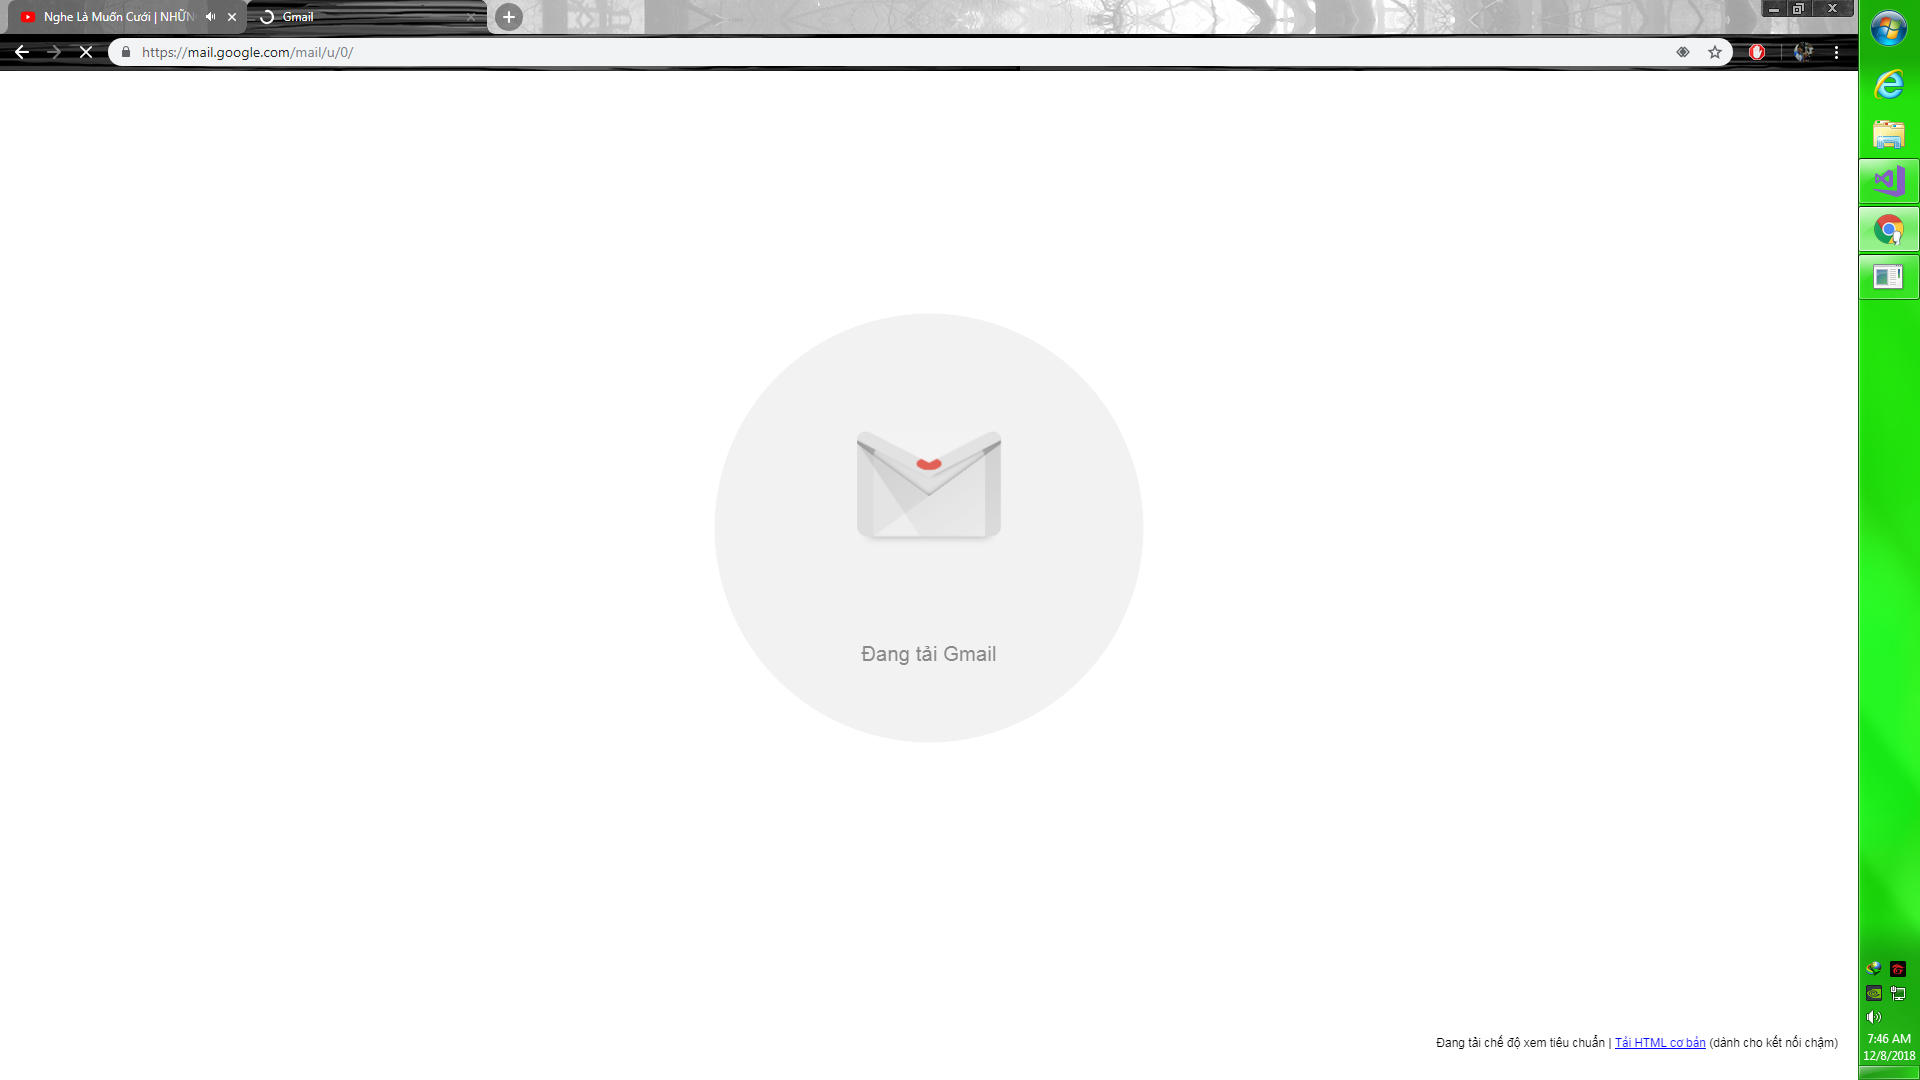 Nghe Là Muốn Cưới | NHỮN
Gmail
https://mail.google.com/mail/u/0/
Đang tải Gmail
Đang tải chế độ xem tiêu chuẩn | Tải HTML cơ bản (dành cho kết nối chậm)
7:46 AM
12/8/2018